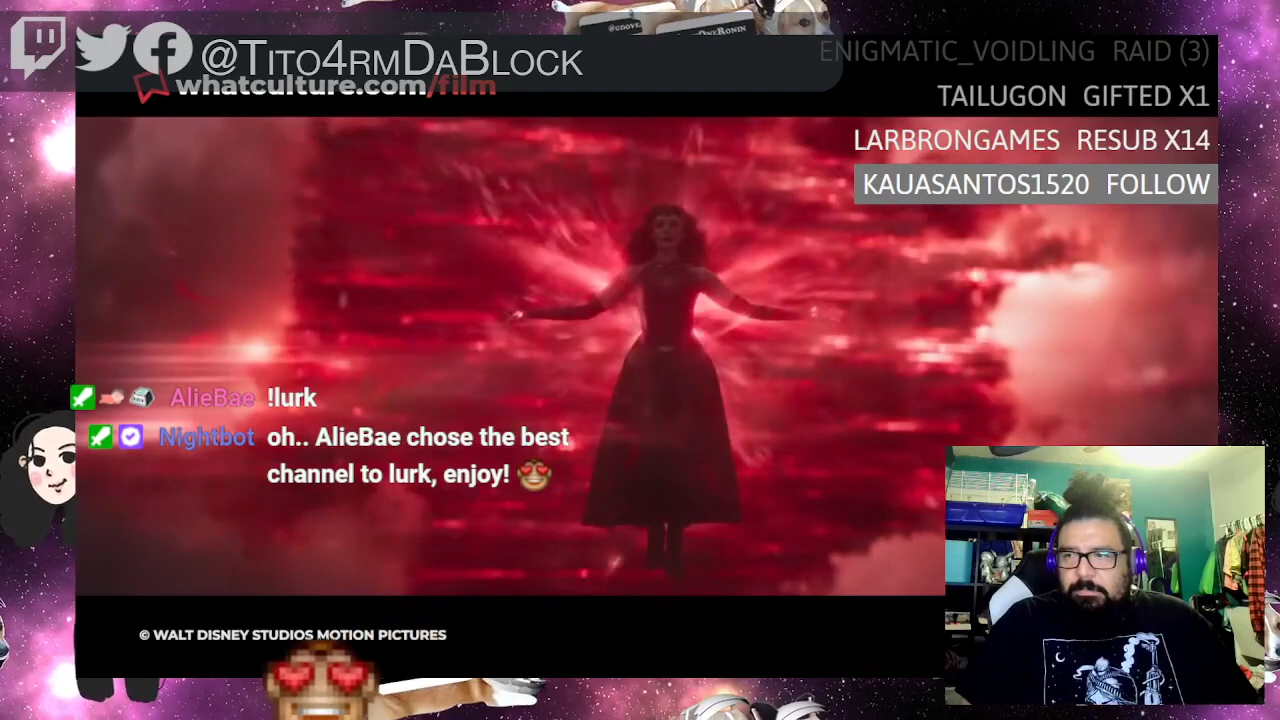 @Tito4rmDaBlock
whatculture.com/film
ENIGMATIC_VOIDLING RAID (3)
TAILUGON GIFTED X1
LARBRONGAMES RESUB X14
KAUASANTOS1520 FOLLOW
AlieBae !lurk
Nightbot oh.. AlieBae chose the best
channel to lurk, enjoy!
© WALT DISNEY STUDIOS MOTION PICTURES